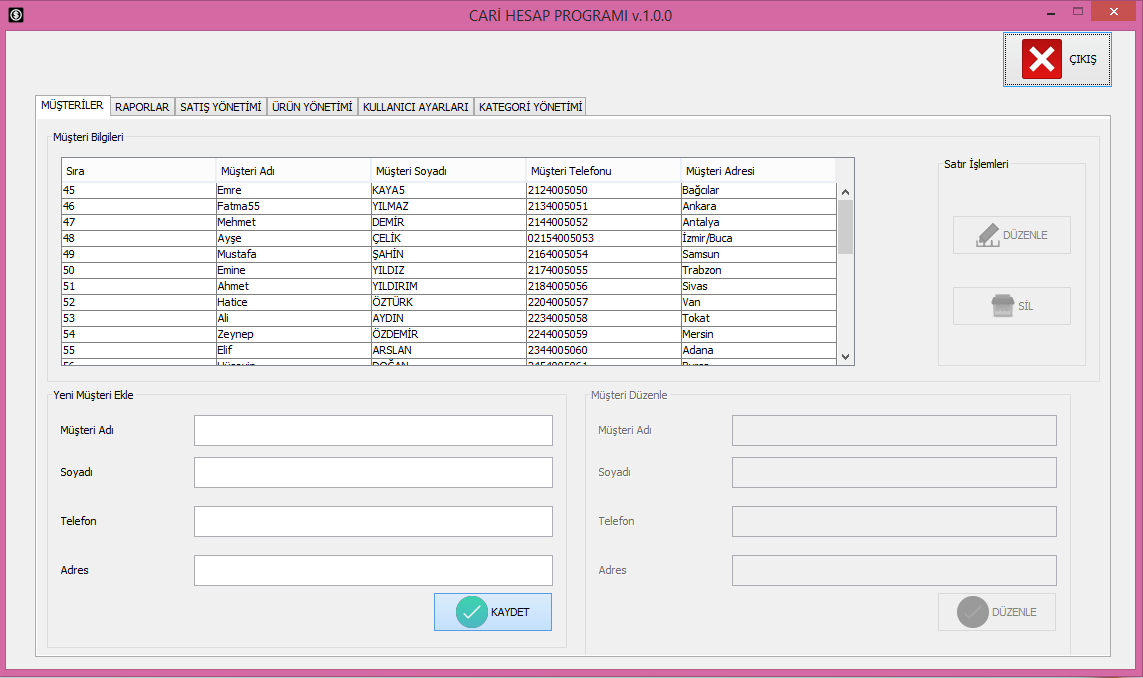 CARİ HESAP PROGRAMI v.1.0.0
ÇIKIŞ
MÜŞTERİLER RAPORLAR SATIŞ YÖNETİMİ ÜRÜN YÖNETİMİ KULLANICI AYARLARI KATEGORİ YÖNETİMİ
Müşteri Bilgileri
Sıra Müşteri Adı Müşteri Soyadı Müşteri Telefonu Müşteri Adresi
45 Emre KAYA5 2124005050 Bağcılar
46 Fatma55 YILMAZ 2134005051 Ankara
47 Mehmet DEMİR 2144005052 Antalya
48 Ayşe ÇELİK 02154005053 İzmir/Buca
49 Mustafa ŞAHİN 2164005054 Samsun
50 Emine YILDIZ 2174005055 Trabzon
51 Ahmet YILDIRIM 2184005056 Sivas
52 Hatice ÖZTÜRK 2204005057 Van
53 Ali AYDIN 2234005058 Tokat
54 Zeynep ÖZDEMİR 2244005059 Mersin
55 Elif ARSLAN 2344005060 Adana
Satır İşlemleri
DÜZENLE
SİL
Yeni Müşteri Ekle
Müşteri Adı
Soyadı
Telefon
Adres
KAYDET
Müşteri Düzenle
Müşteri Adı
Soyadı
Telefon
Adres
DÜZENLE